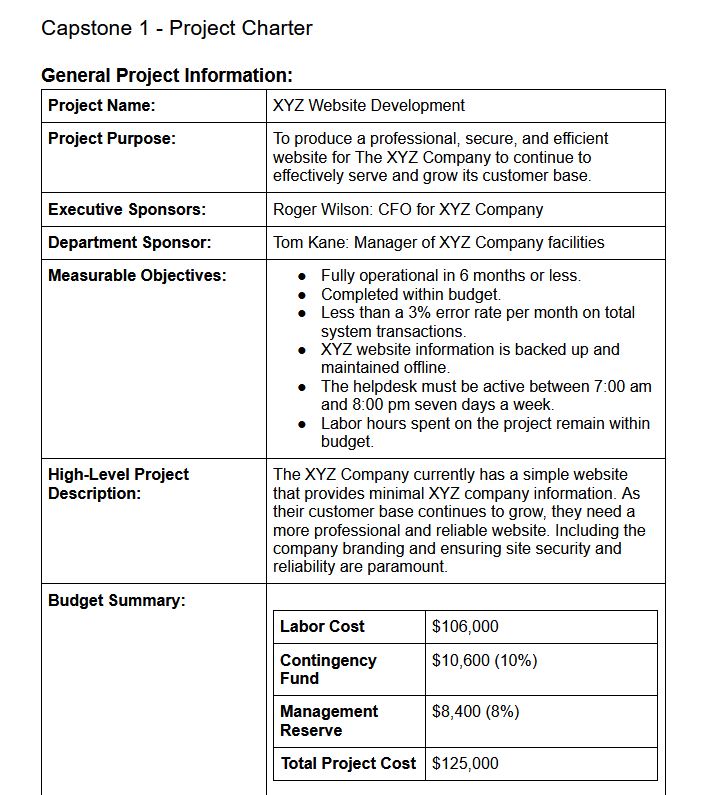 Capstone 1 - Project Charter
General Project Information:
Project Name:
XYZ Website Development
Project Purpose:
To produce a professional, secure, and efficient
website for The XYZ Company to continue to
effectively serve and grow its customer base.
Executive Sponsors:
Roger Wilson: CFO for XYZ Company
Department Sponsor:
Tom Kane: Manager of XYZ Company facilities
Measurable Objectives:
● Fully operational in 6 months or less.
● Completed within budget.
● Less than a 3% error rate per month on total
system transactions.
● XYZ website information is backed up and
maintained offline.
● The helpdesk must be active between 7:00 am
and 8:00 pm seven days a week.
● Labor hours spent on the project remain within
budget.
High-Level Project
Description:
The XYZ Company currently has a simple website
that provides minimal XYZ company information. As
their customer base continues to grow, they need a
more professional and reliable website. Including the
company branding and ensuring site security and
reliability are paramount.
Budget Summary:
Labor Cost
$106,000
Contingency
Fund
$10,600 (10%)
Management
Reserve
$8,400 (8%)
Total Project Cost
$125,000